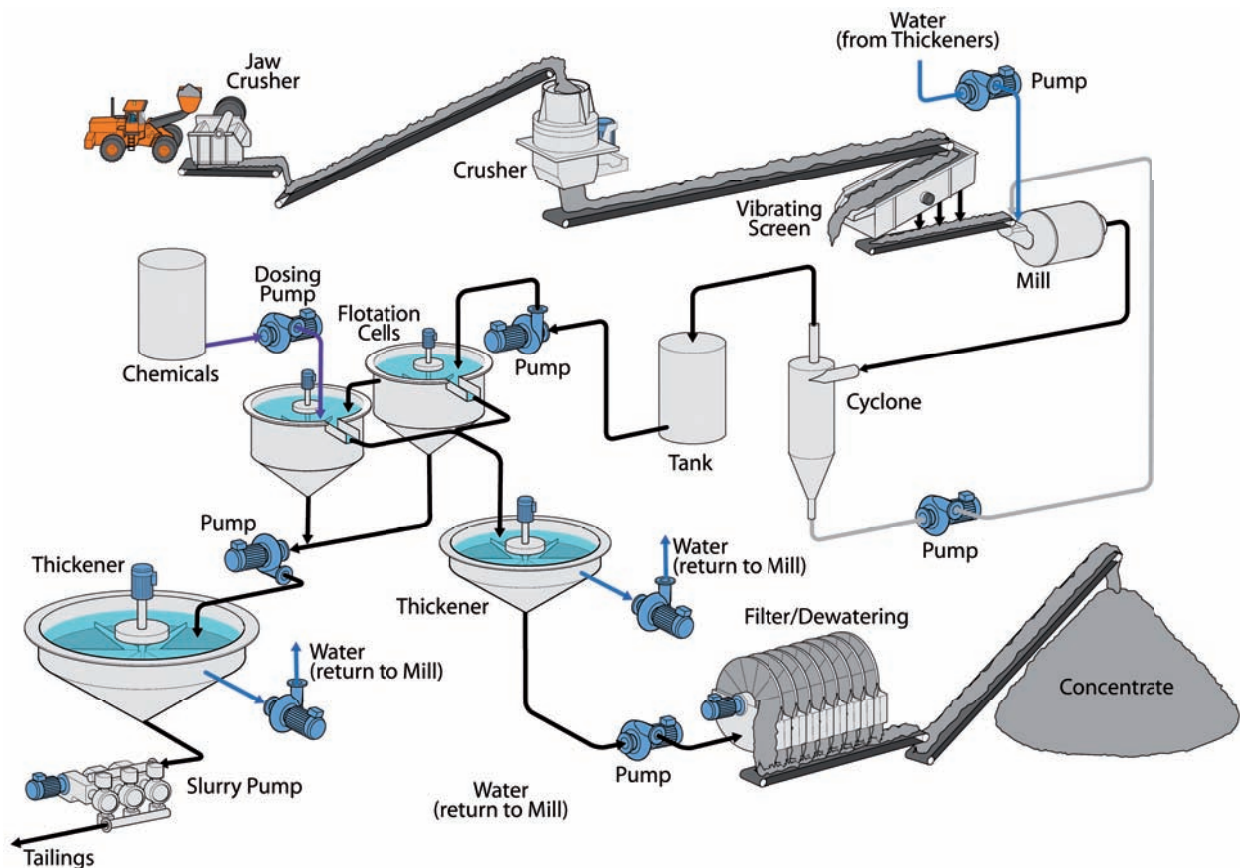 Water
(from Thickeners)
Pump
Jaw
Crusher
Crusher
Vibrating
Screen
Mill
Dosing
Pump
Flotation
Cells
Chemicals
Pump
Tank
Cyclone
Pump
Pump
Thickener
Thickener
Water
(return to Mill)
Water
(return to Mill)
Filter/Dewatering
Concentrate
Pump
Slurry Pump
Water
(return to Mill)
Tailings